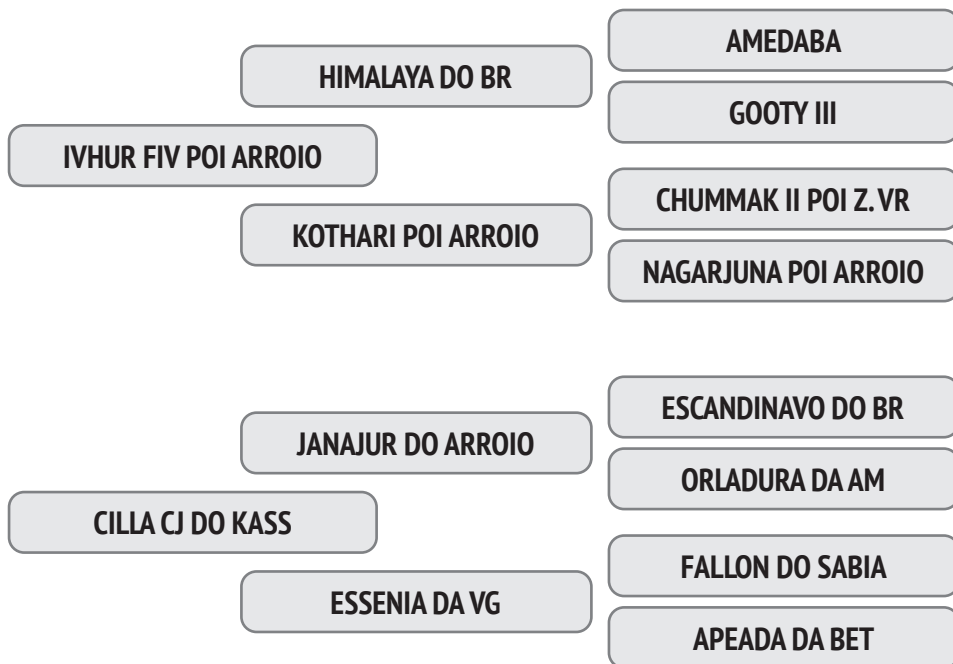 AMEDABA
HIMALAYA DO BR
GOOTY III
IVHUR FIV POI ARROIO
CHUMMAK II POI Z. VR
KOTHARI POI ARROIO
NAGARJUNA POI ARROIO
ESCANDINAVO DO BR
JANAJUR DO ARROIO
ORLADURA DA AM
CILLA CJ DO KASS
FALLON DO SABIA
ESSENIA DA VG
APEADA DA BET